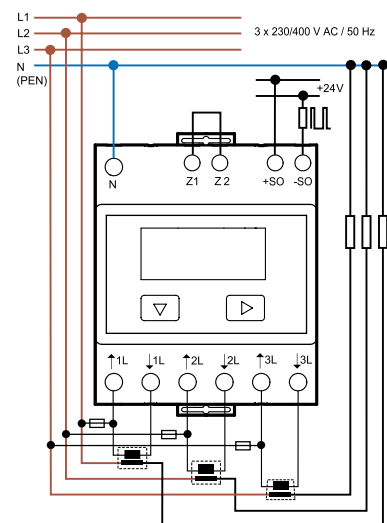 L1
L2
L3
3 x 230/400 V AC / 50 Hz
N
(PEN)
+24V
N
Z1
Z 2
+SO
-SO
↑1L
↓1L
↑2L
↓2L
↑3L
↓3L